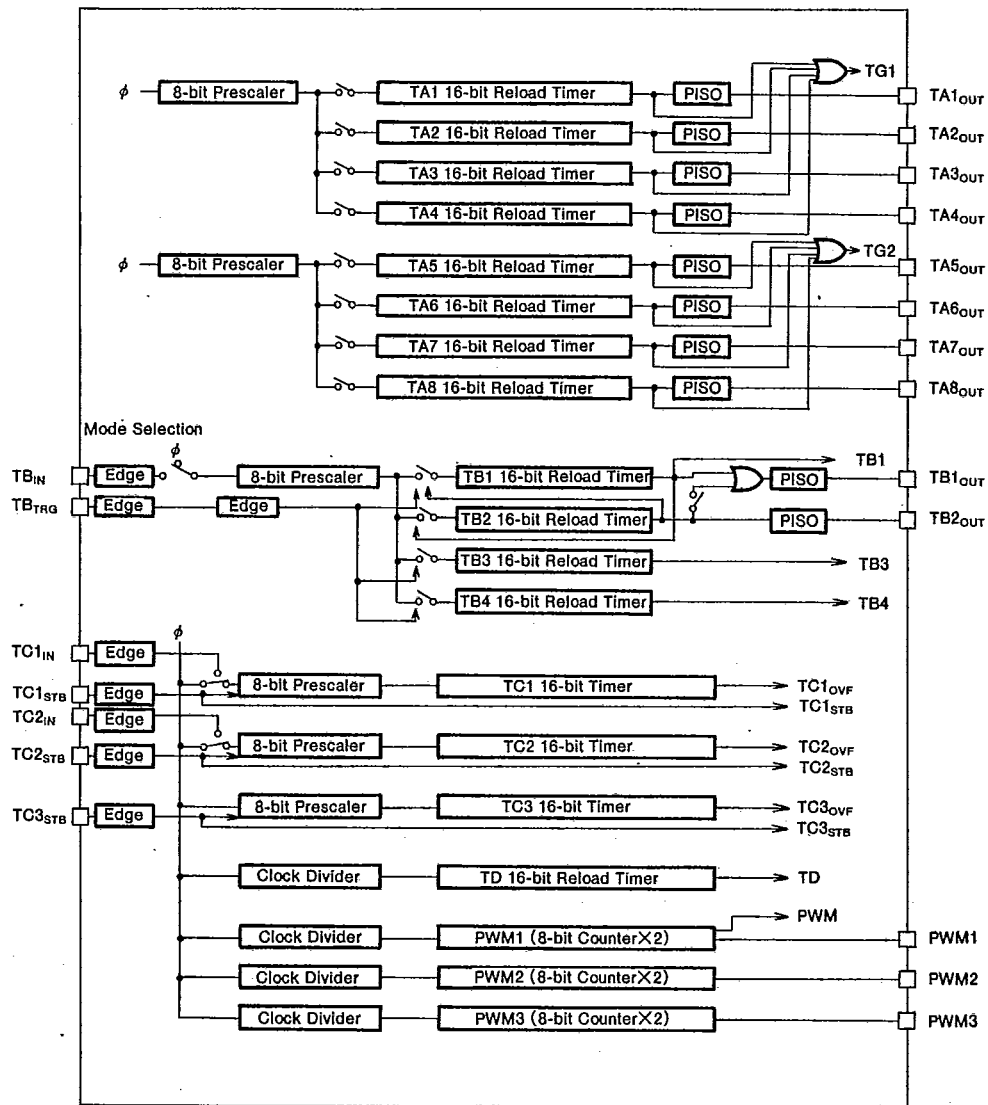 TG1
ϕ 8-bit Prescaler TA1 16-bit Reload Timer PISO TA1OUT
TA2 16-bit Reload Timer PISO TA2OUT
TA3 16-bit Reload Timer PISO TA3OUT
TA4 16-bit Reload Timer PISO TA4OUT
TG2
ϕ 8-bit Prescaler TA5 16-bit Reload Timer PISO TA5OUT
TA6 16-bit Reload Timer PISO TA6OUT
TA7 16-bit Reload Timer PISO TA7OUT
TA8 16-bit Reload Timer PISO TA8OUT
Mode Selection
ϕ
TB1
TBIN Edge 8-bit Prescaler TB1 16-bit Reload Timer PISO TB1OUT
TBTRG Edge Edge TB2 16-bit Reload Timer PISO TB2OUT
TB3 16-bit Reload Timer TB3
TB4 16-bit Reload Timer TB4
ϕ
TC1IN Edge
8-bit Prescaler TC1 16-bit Timer TC1OVF
TC1STB Edge TC1STB
TC2IN Edge
8-bit Prescaler TC2 16-bit Timer TC2OVF
TC2STB Edge TC2STB
8-bit Prescaler TC3 16-bit Timer TC3OVF
TC3STB Edge TC3STB
Clock Divider TD 16-bit Reload Timer TD
PWM
Clock Divider PWM1 (8-bit Counter×2) PWM1
Clock Divider PWM2 (8-bit Counter×2) PWM2
Clock Divider PWM3 (8-bit Counter×2) PWM3